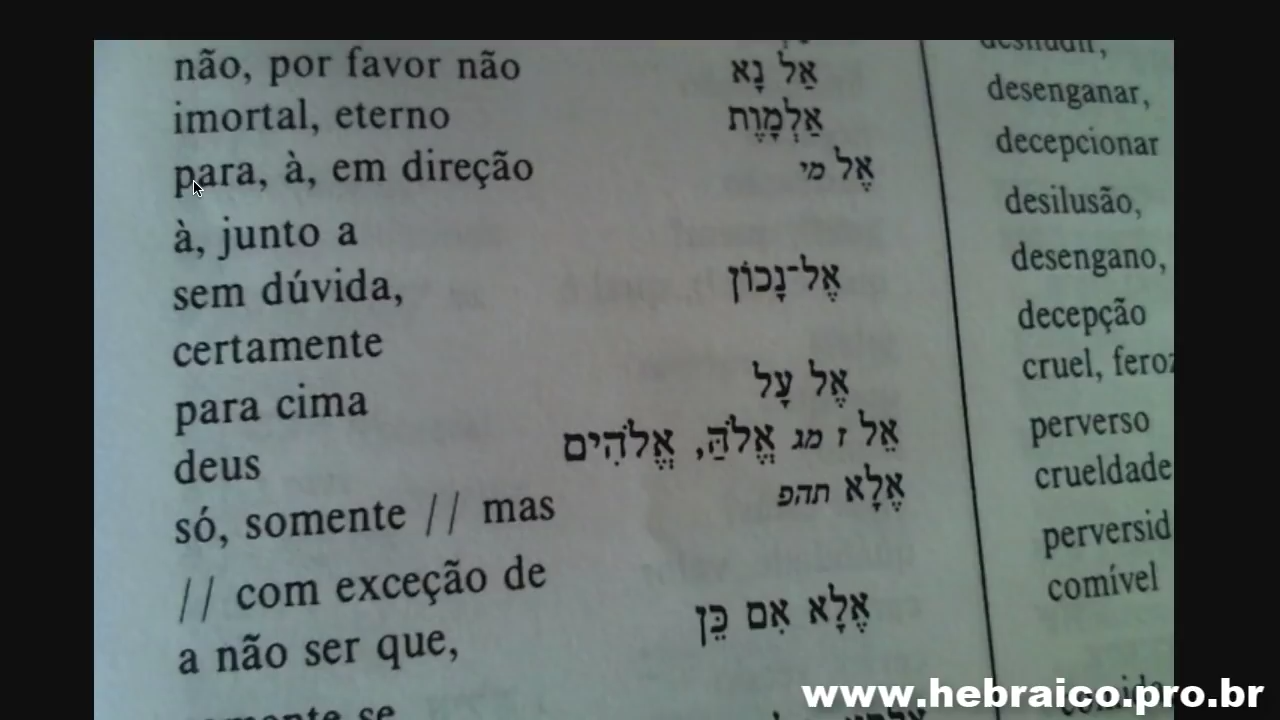 não, por favor não אַל נָא
imortal, eterno אַלְמָוֶת
para, à, em direção אֶל מי
à, junto a
sem dúvida, אֶל־נָכוֹן
certamente
para cima אֶל עָל
deus אֵל ז מג אֱלֹהַּ, אֱלֹהִים
só, somente // mas אֶלָּא תהפ
// com exceção de
a não ser que, אֶלָּא אִם כֵּן
desenganar,
decepcionar
desilusão,
desengano,
decepção
cruel, feroz
perverso
crueldade
perversid
comível
www.hebraico.pro.br